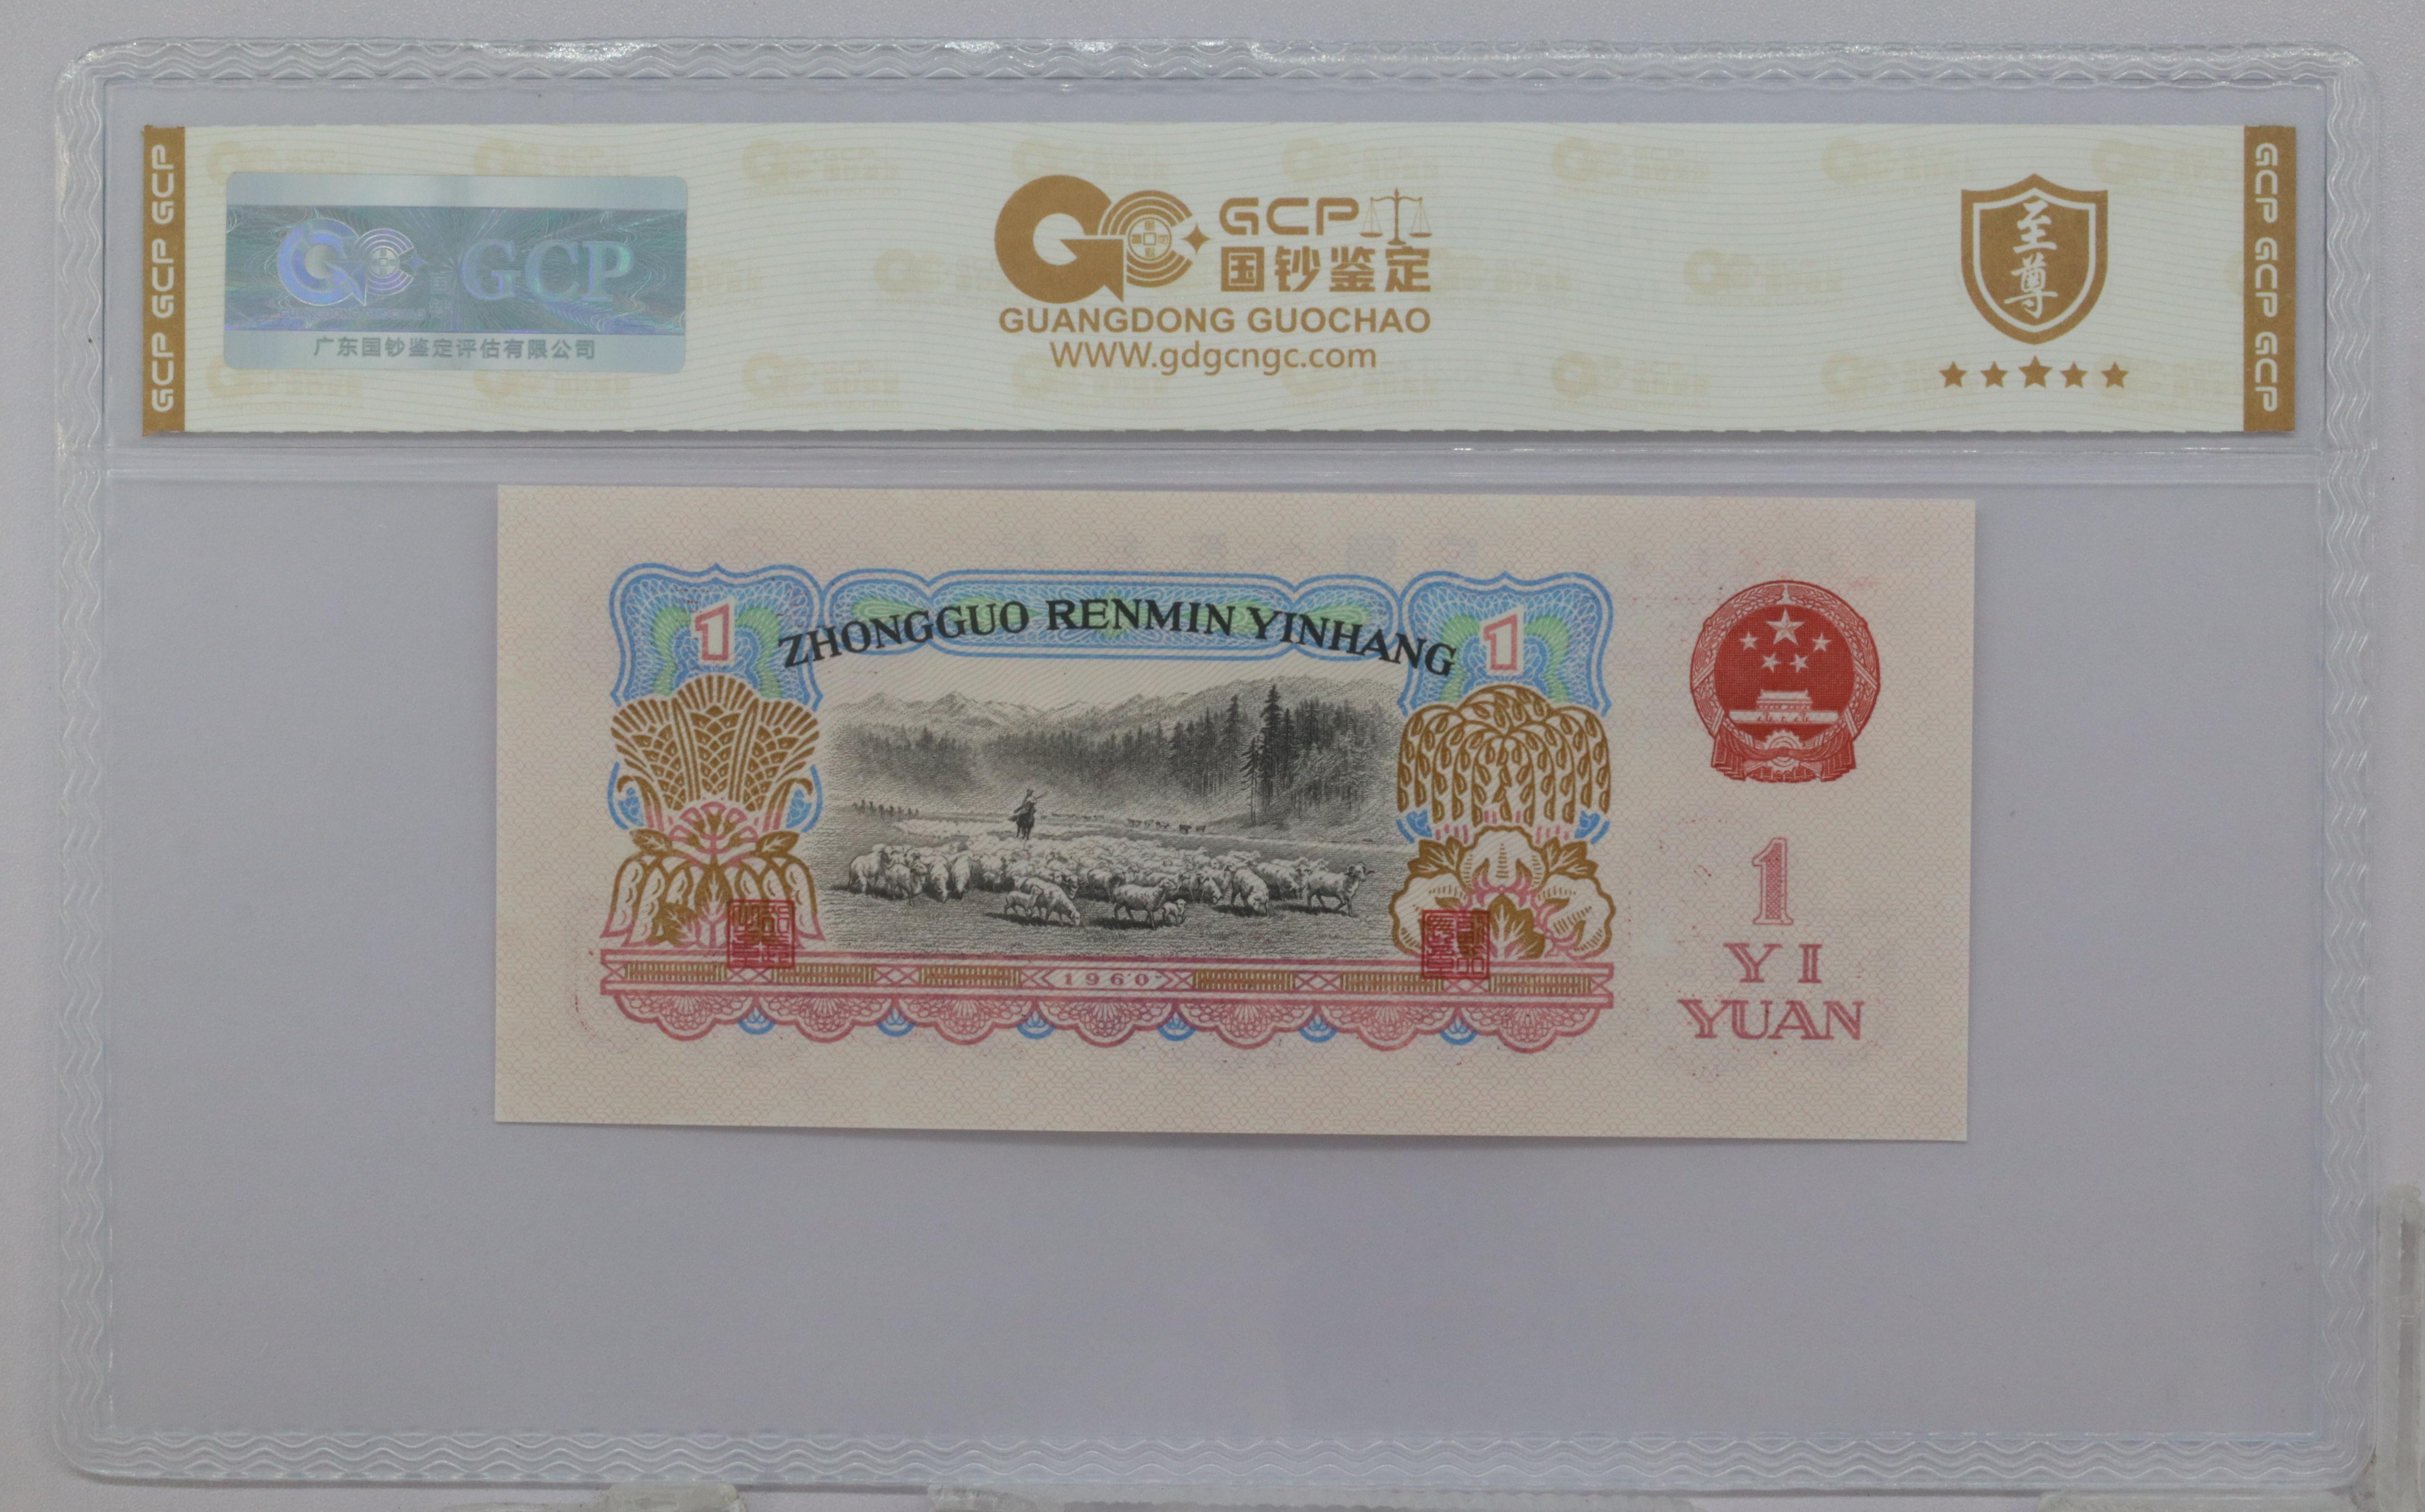 GCP GCP GCP
GCP
广东国钞鉴定评估有限公司
GCP
国钞鉴定
GUANGDONG GUOCHAO
WWW.gdgcngc.com
至尊
GCP GCP GCP
ZHONGGUO RENMIN YINHANG
1
1
1960
1
YI
YUAN